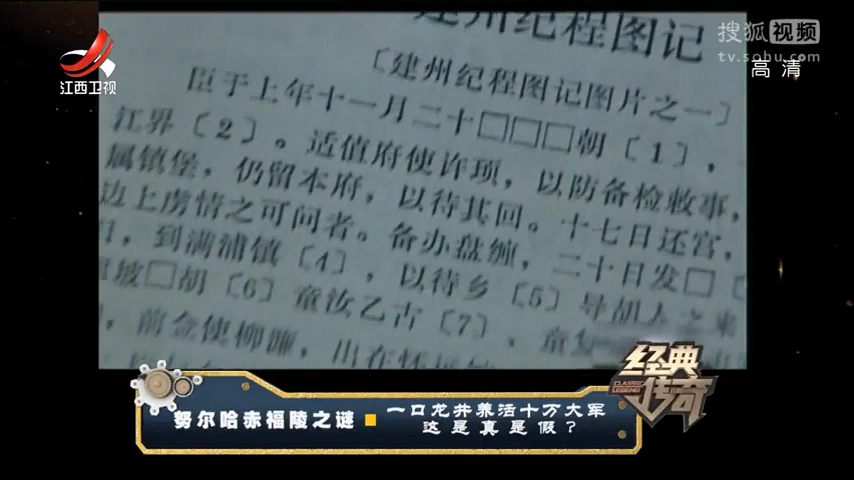 搜狐视频
tv.sohu.com
高清
江西卫视
建州纪程图记
〔建州纪程图记图片之一〕
臣于上年十一月二十□□□朝〔1〕，
江界〔2〕。适值府使许顼，以防备检敕事，
属镇堡，仍留本府，以待其回。十七日还官，
边上虏情之可问者。备办盘缠，二十日发□〔
，到满浦镇〔4〕，以待乡〔5〕导胡人之来
坡□胡〔6〕童汝乙古〔7〕、童
，前佥使柳濂，出在
经典传奇
CLASSIC LEGEND
努尔哈赤福陵之谜
一口龙井养活十万大军
这是真是假？